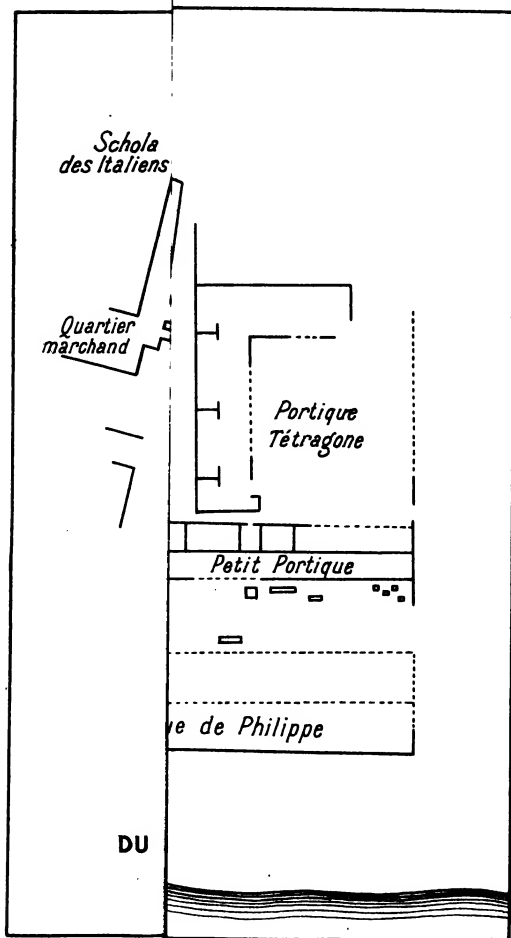 Schola
des Italiens
Quartier
marchand
Portique
Tétragone
Petit Portique
ue de Philippe
DU